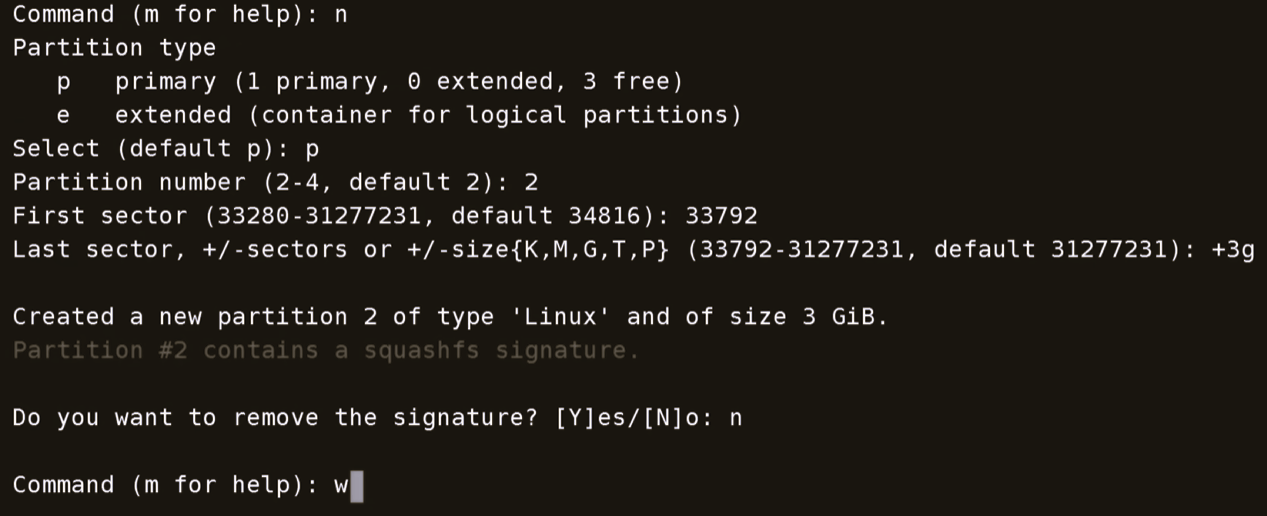 Command (m for help): n
Partition type
   p   primary (1 primary, 0 extended, 3 free)
   e   extended (container for logical partitions)
Select (default p): p
Partition number (2-4, default 2): 2
First sector (33280-31277231, default 34816): 33792
Last sector, +/-sectors or +/-size{K,M,G,T,P} (33792-31277231, default 31277231): +3g
Created a new partition 2 of type 'Linux' and of size 3 GiB.
Partition #2 contains a squashfs signature.
Do you want to remove the signature? [Y]es/[N]o: n
Command (m for help): w